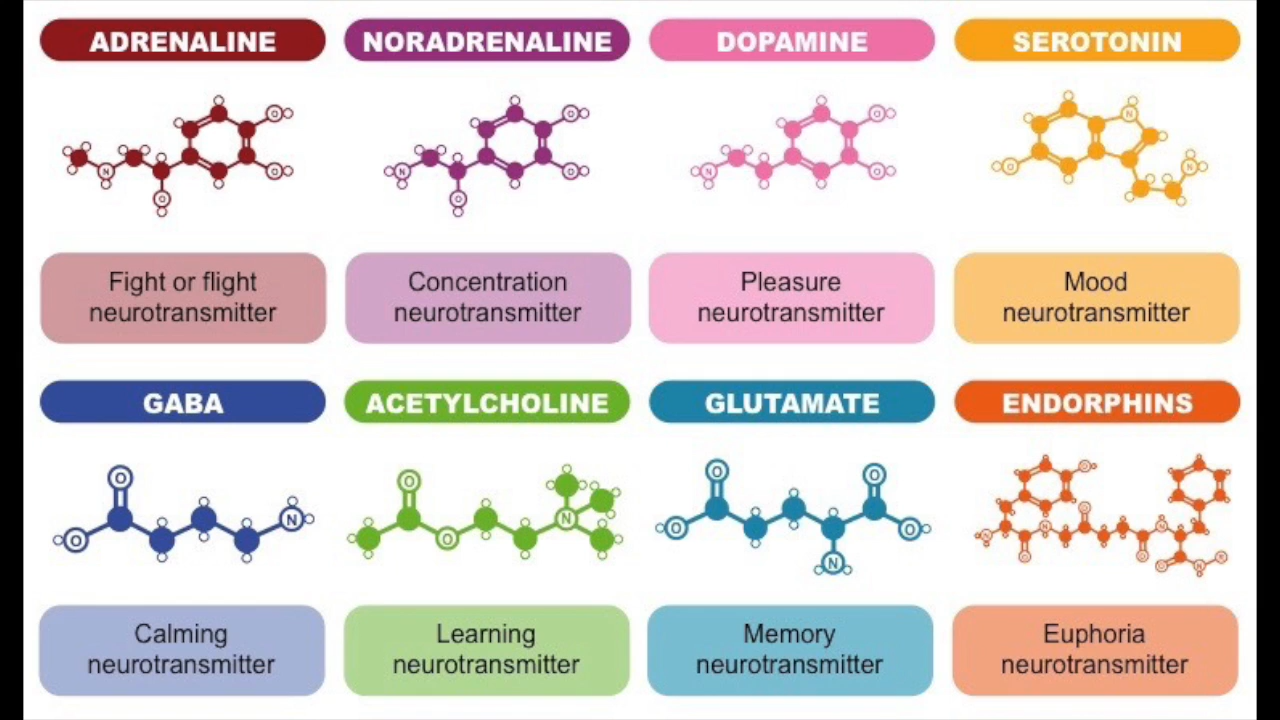 ADRENALINE
NORADRENALINE
DOPAMINE
SEROTONIN
Fight or flight
neurotransmitter
Concentration
neurotransmitter
Pleasure
neurotransmitter
Mood
neurotransmitter
GABA
ACETYLCHOLINE
GLUTAMATE
ENDORPHINS
Calming
neurotransmitter
Learning
neurotransmitter
Memory
neurotransmitter
Euphoria
neurotransmitter